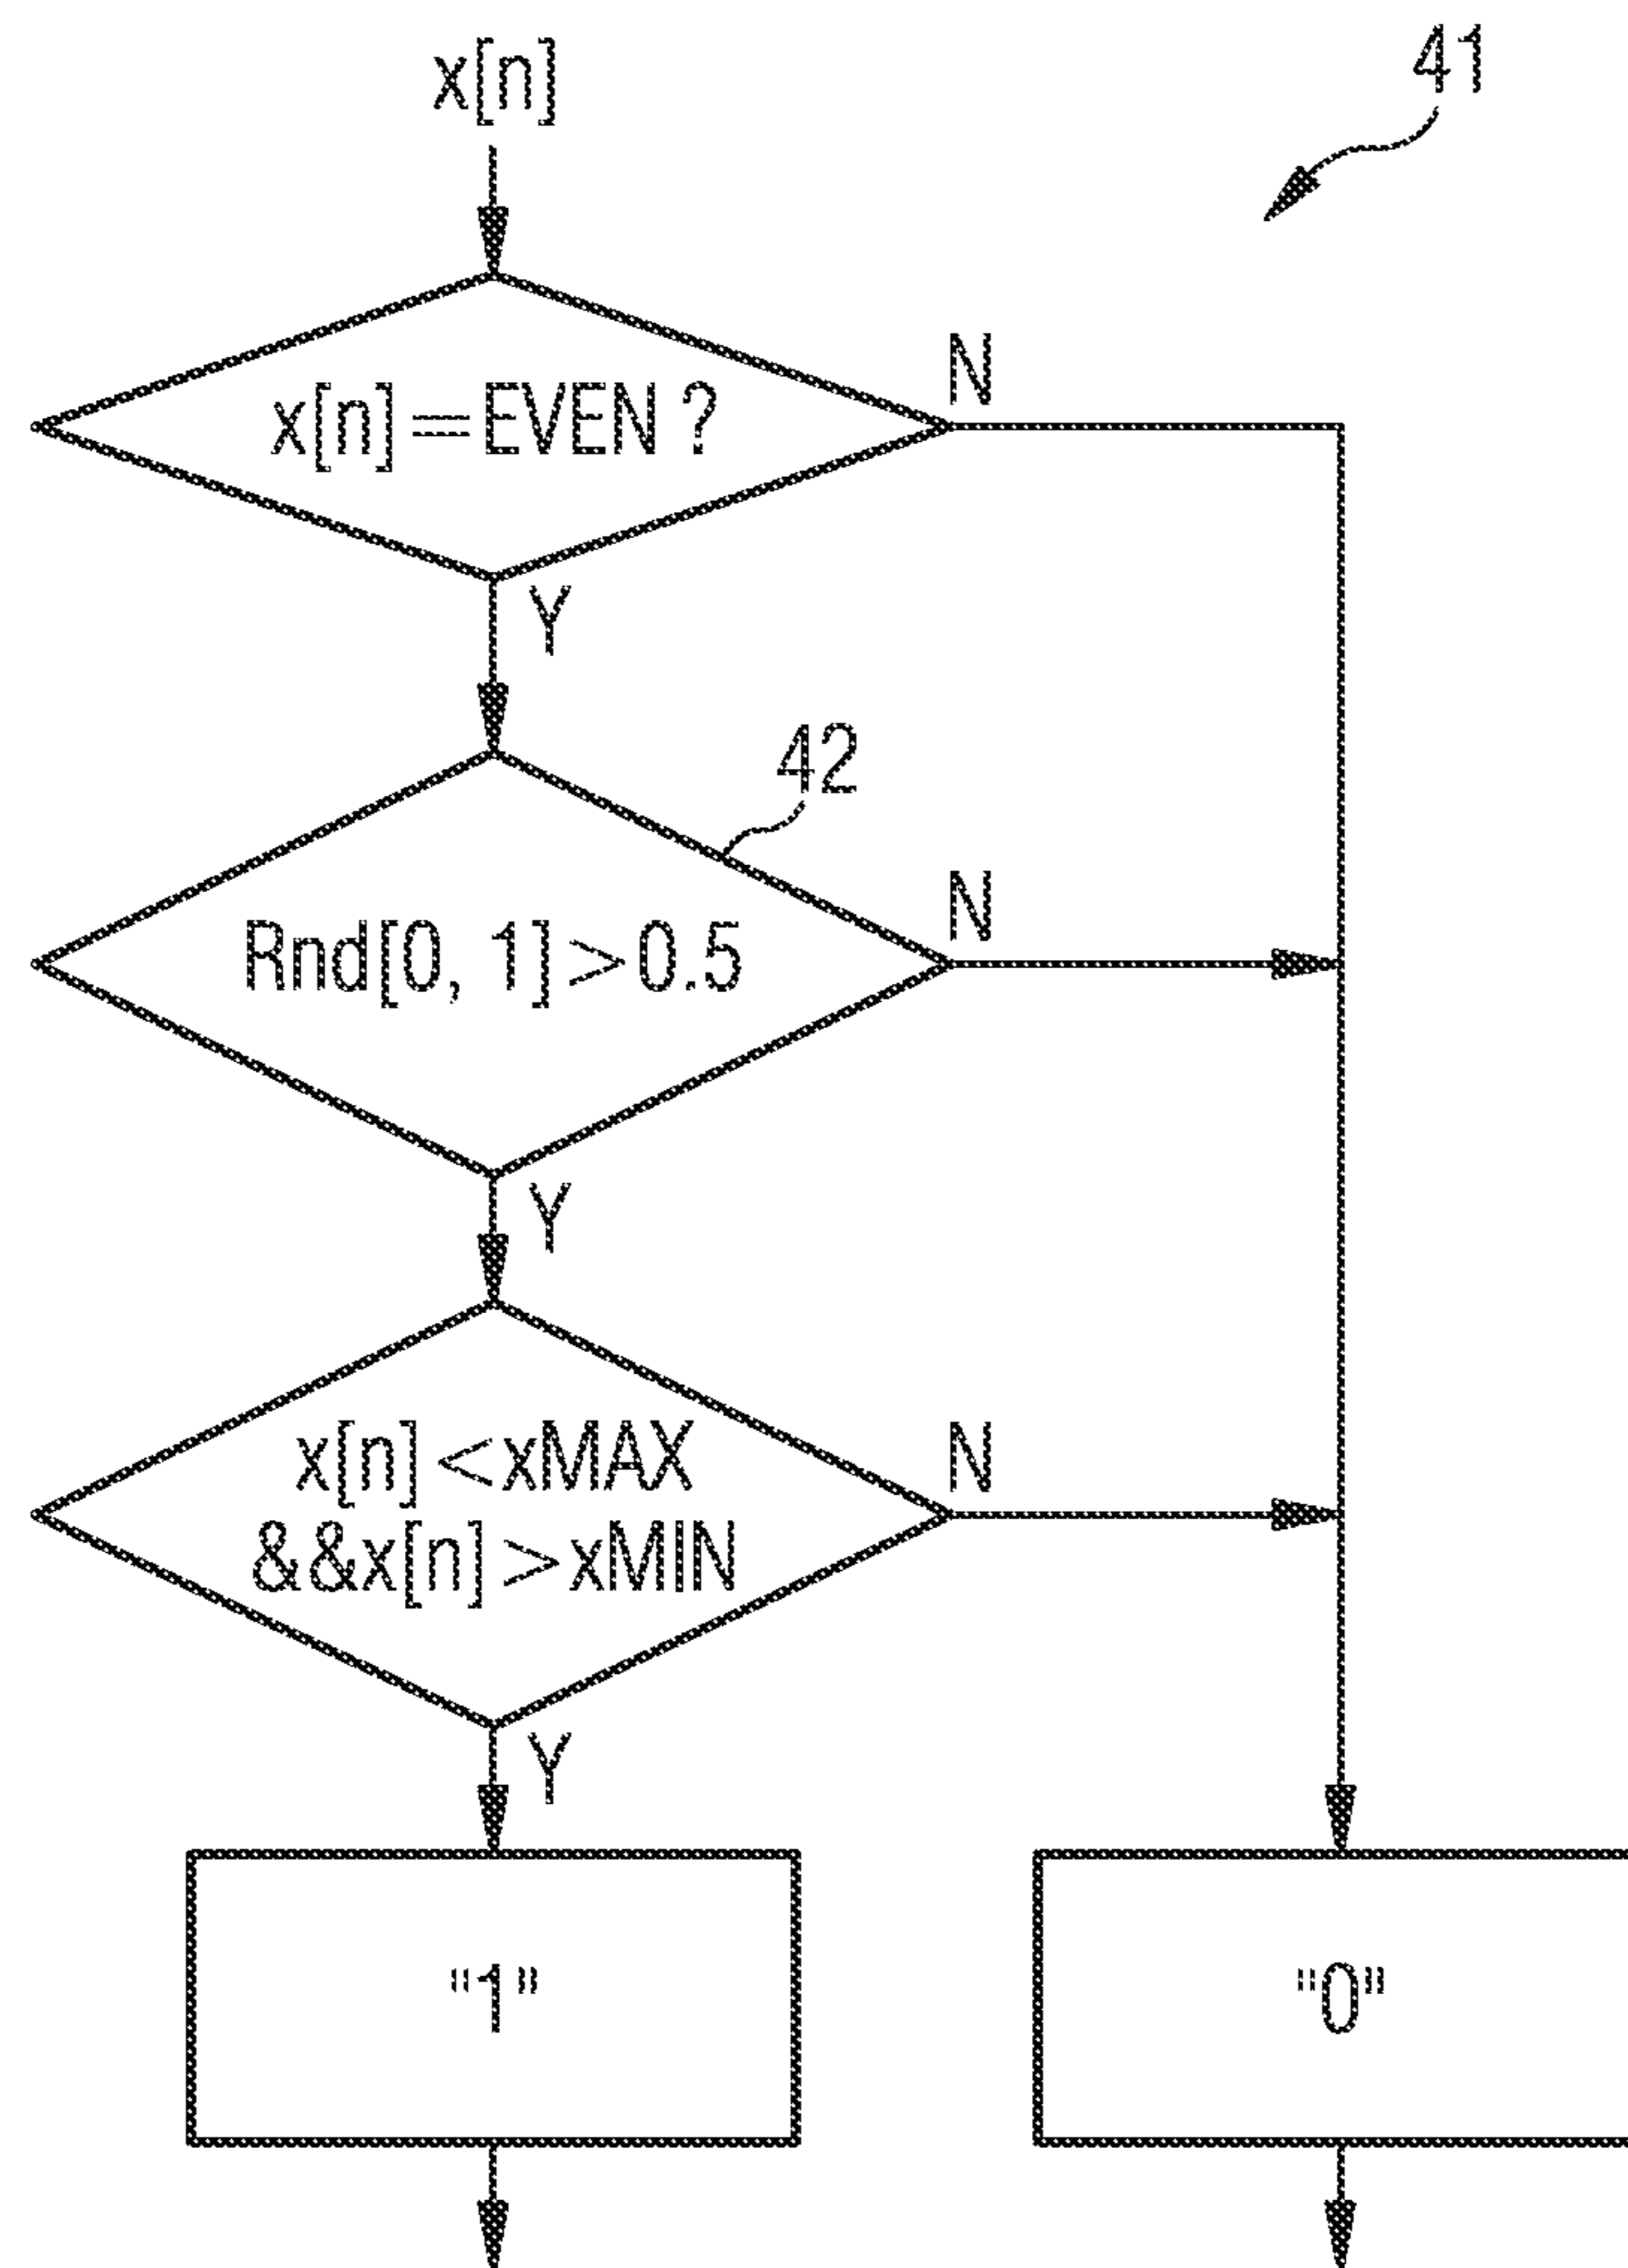 x[n]
41
x[n]==EVEN ?
N
Y
42
Rnd[0, 1]>0.5
N
Y
x[n]<xMAX
&&x[n]>xMIN
N
Y
"1"
"0"